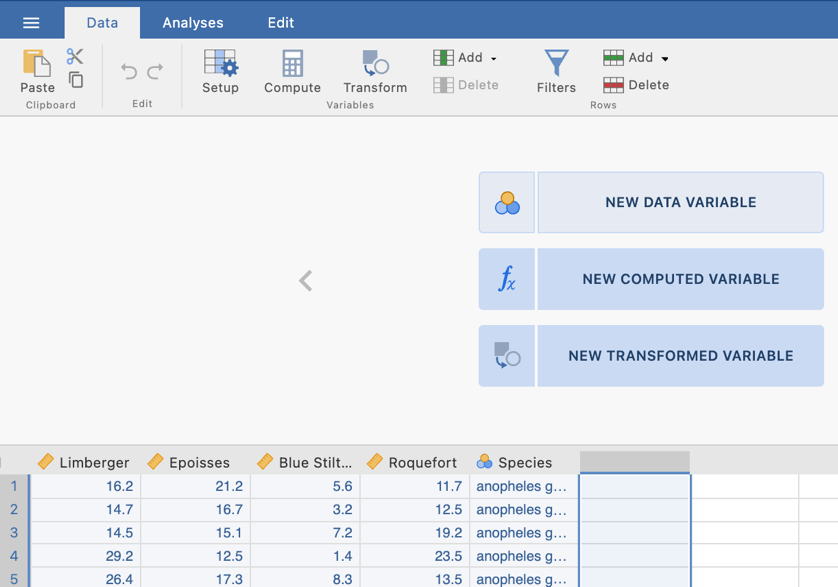 Data Analyses Edit
Paste Setup Compute Transform Add Delete Filters Add Delete
Clipboard Edit Variables Rows
NEW DATA VARIABLE
fx NEW COMPUTED VARIABLE
NEW TRANSFORMED VARIABLE
Limberger Epoisses Blue Stilt... Roquefort Species
1 16.2 21.2 5.6 11.7 anopheles g...
2 14.7 16.7 3.2 12.5 anopheles g...
3 14.5 15.1 7.2 19.2 anopheles g...
4 29.2 12.5 1.4 23.5 anopheles g...
5 26.4 17.3 8.3 13.5 anopheles g...